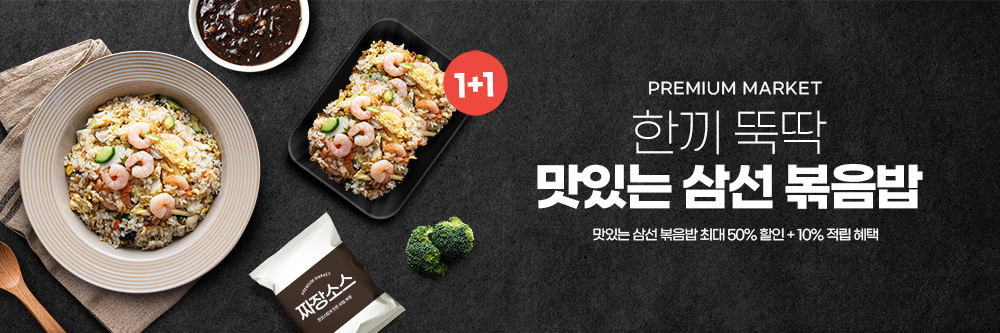 1+1
PREMIUM MARKET
한끼 뚝딱
맛있는 삼선 볶음밥
맛있는 삼선 볶음밥 최대 50% 할인 + 10% 적립 혜택
PREMIUM MARKET
짜장소스